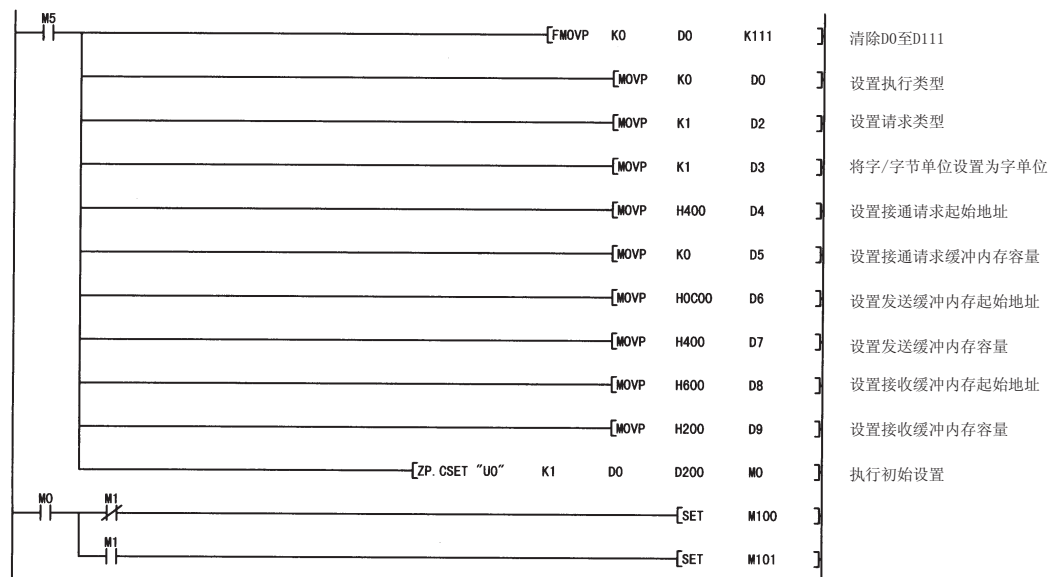 M5
[FMOVP K0 D0 K111 ] 清除D0至D111
[MOVP K0 D0 ] 设置执行类型
[MOVP K1 D2 ] 设置请求类型
[MOVP K1 D3 ] 将字/字节单位设置为字单位
[MOVP H400 D4 ] 设置接通请求起始地址
[MOVP K0 D5 ] 设置接通请求缓冲内存容量
[MOVP H0C00 D6 ] 设置发送缓冲内存起始地址
[MOVP H400 D7 ] 设置发送缓冲内存容量
[MOVP H600 D8 ] 设置接收缓冲内存起始地址
[MOVP H200 D9 ] 设置接收缓冲内存容量
[ZP.CSET "U0" K1 D0 D200 M0 ] 执行初始设置
M0 M1
[SET M100 ]
M1
[SET M101 ]